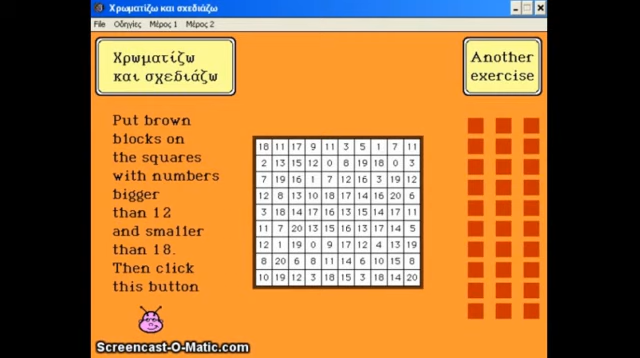 Χρωματίζω και σχεδιάζω
File Οδηγίες Μέρος 1 Μέρος 2
Χρωματίζω
και σχεδιάζω
Another
exercise
Put brown
blocks on
the squares
with numbers
bigger
than 12
and smaller
than 18.
Then click
this button
18 11 17 9 11 3 5 1 7 11
2 13 15 12 0 8 19 18 0 3
7 19 16 1 7 12 16 3 19 12
12 8 13 10 18 17 14 16 20 6
3 18 14 17 16 13 15 14 17 11
11 7 20 13 15 16 13 17 14 5
12 1 19 0 9 17 12 4 13 19
8 20 6 8 11 14 6 10 15 8
10 19 12 3 18 15 3 18 14 20
Screencast-O-Matic.com